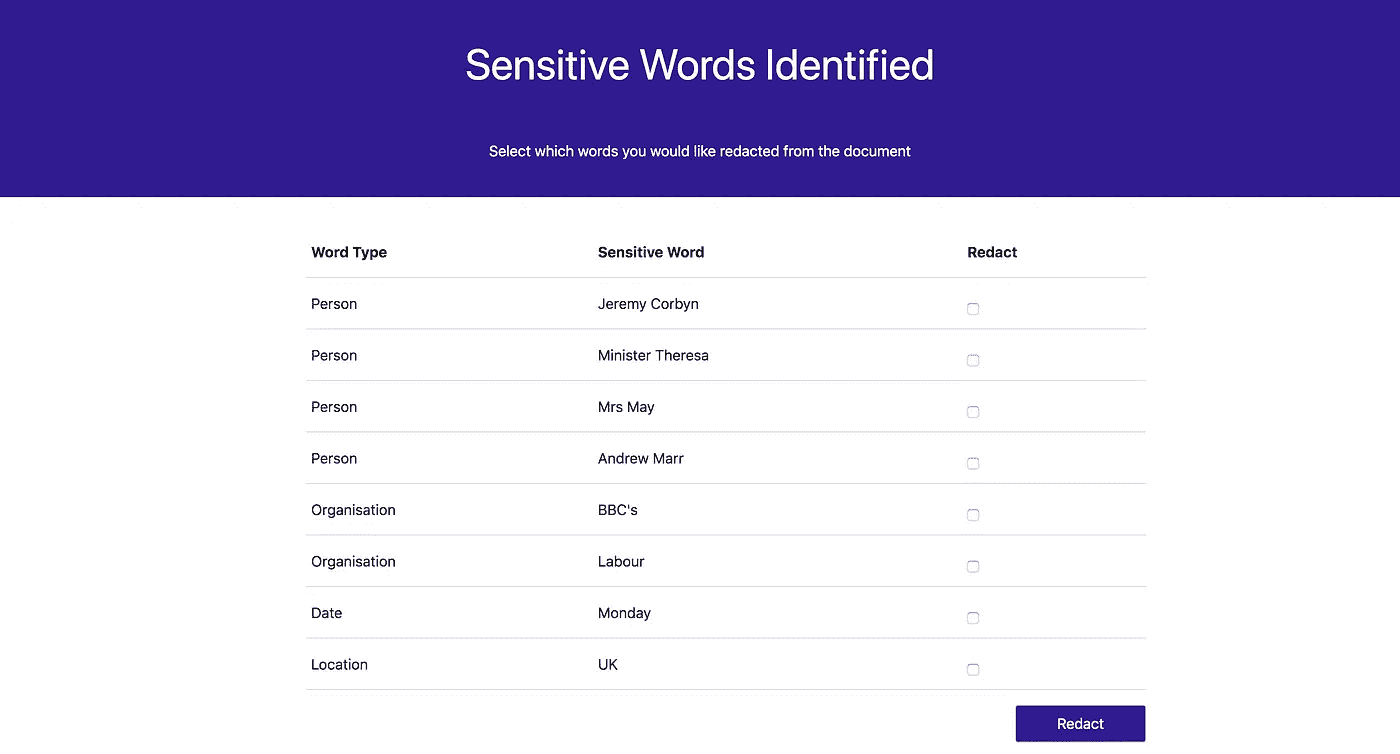 Sensitive Words Identified
Select which words you would like redacted from the document
Word Type Sensitive Word Redact
Person Jeremy Corbyn
Person Minister Theresa
Person Mrs May
Person Andrew Marr
Organisation BBC's
Organisation Labour
Date Monday
Location UK
Redact